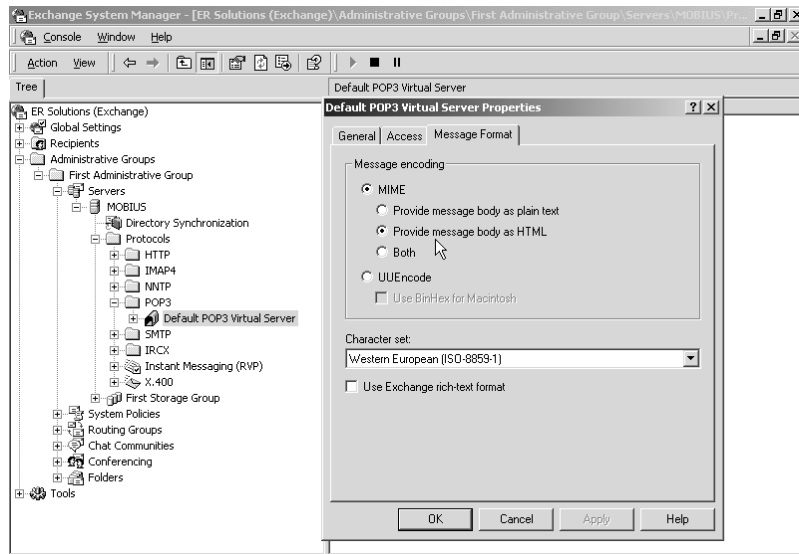 Exchange System Manager - [ER Solutions (Exchange)\Administrative Groups\First Administrative Group\Servers\MOBIUS\Pr...
Console Window Help
Action View
Tree
Default POP3 Virtual Server
ER Solutions (Exchange)
Global Settings
Recipients
Administrative Groups
First Administrative Group
Servers
MOBIUS
Directory Synchronization
Protocols
HTTP
IMAP4
NNTP
POP3
Default POP3 Virtual Server
SMTP
IRCX
Instant Messaging (RVP)
X.400
First Storage Group
System Policies
Routing Groups
Chat Communities
Conferencing
Folders
Tools
Default POP3 Virtual Server Properties
General Access Message Format
Message encoding
MIME
Provide message body as plain text
Provide message body as HTML
Both
UUEncode
Use BinHex for Macintosh
Character set:
Western European (ISO-8859-1)
Use Exchange rich-text format
OK Cancel Apply Help